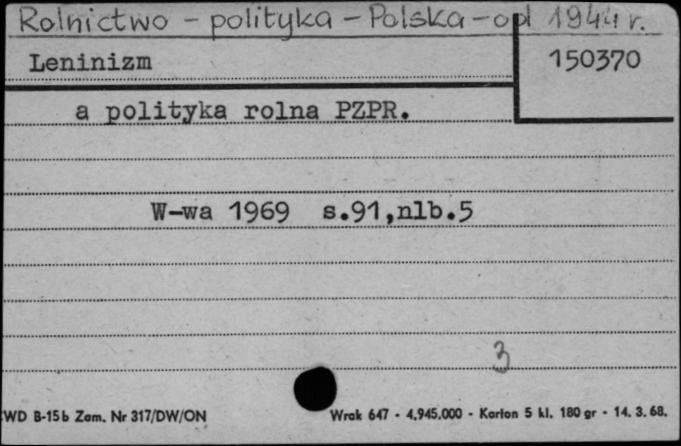 Rolnictwo - polityka - Polska - od 1944 r.
Leninizm
150370
a polityka rolna PZPR.
W-wa 1969 s.91,nlb.5
3
WD B-15b Zam. Nr 317/DW/ON
Wrak 647 - 4.945.000 - Karton 5 kl. 180 gr - 14. 3. 68.